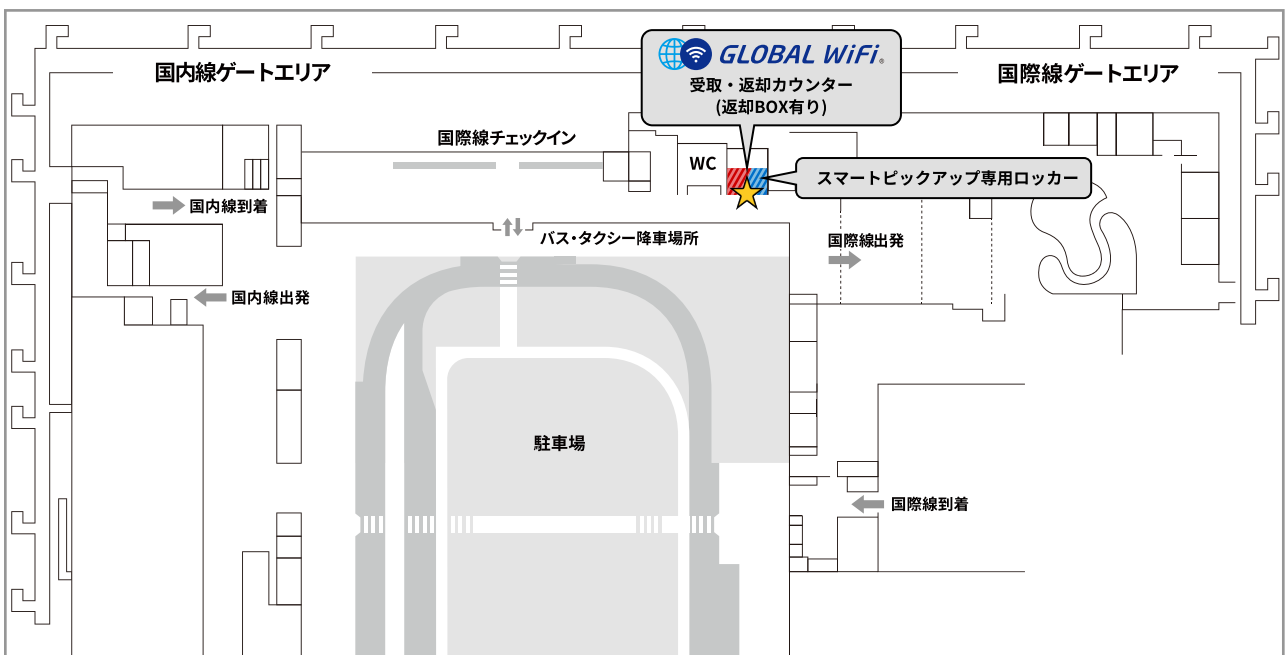 GLOBAL WiFi®
受取・返却カウンター
(返却BOX有り)
国内線ゲートエリア
国際線ゲートエリア
国際線チェックイン
WC
スマートピックアップ専用ロッカー
国内線到着
バス・タクシー降車場所
国際線出発
国内線出発
駐車場
国際線到着